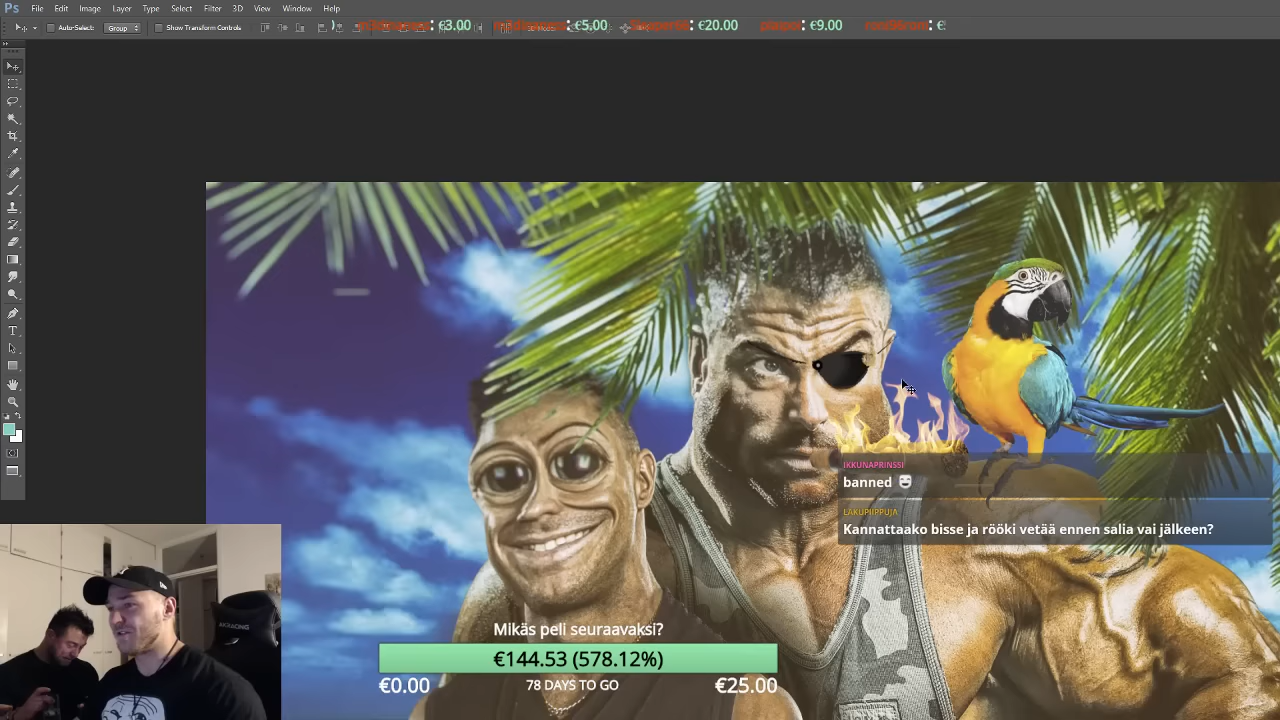 Ps File Edit Image Layer Type Select Filter 3D View Window Help
Auto-Select: Group Show Transform Controls
: €3.00 : €5.00 : €20.00 : €9.00 : €
IKKUNAPRINSSI
banned
LAKUPIIPPUJA
Kannattaako bisse ja rööki vetää ennen salia vai jälkeen?
AKRACING
Mikäs peli seuraavaksi?
€144.53 (578.12%)
€0.00 78 DAYS TO GO €25.00